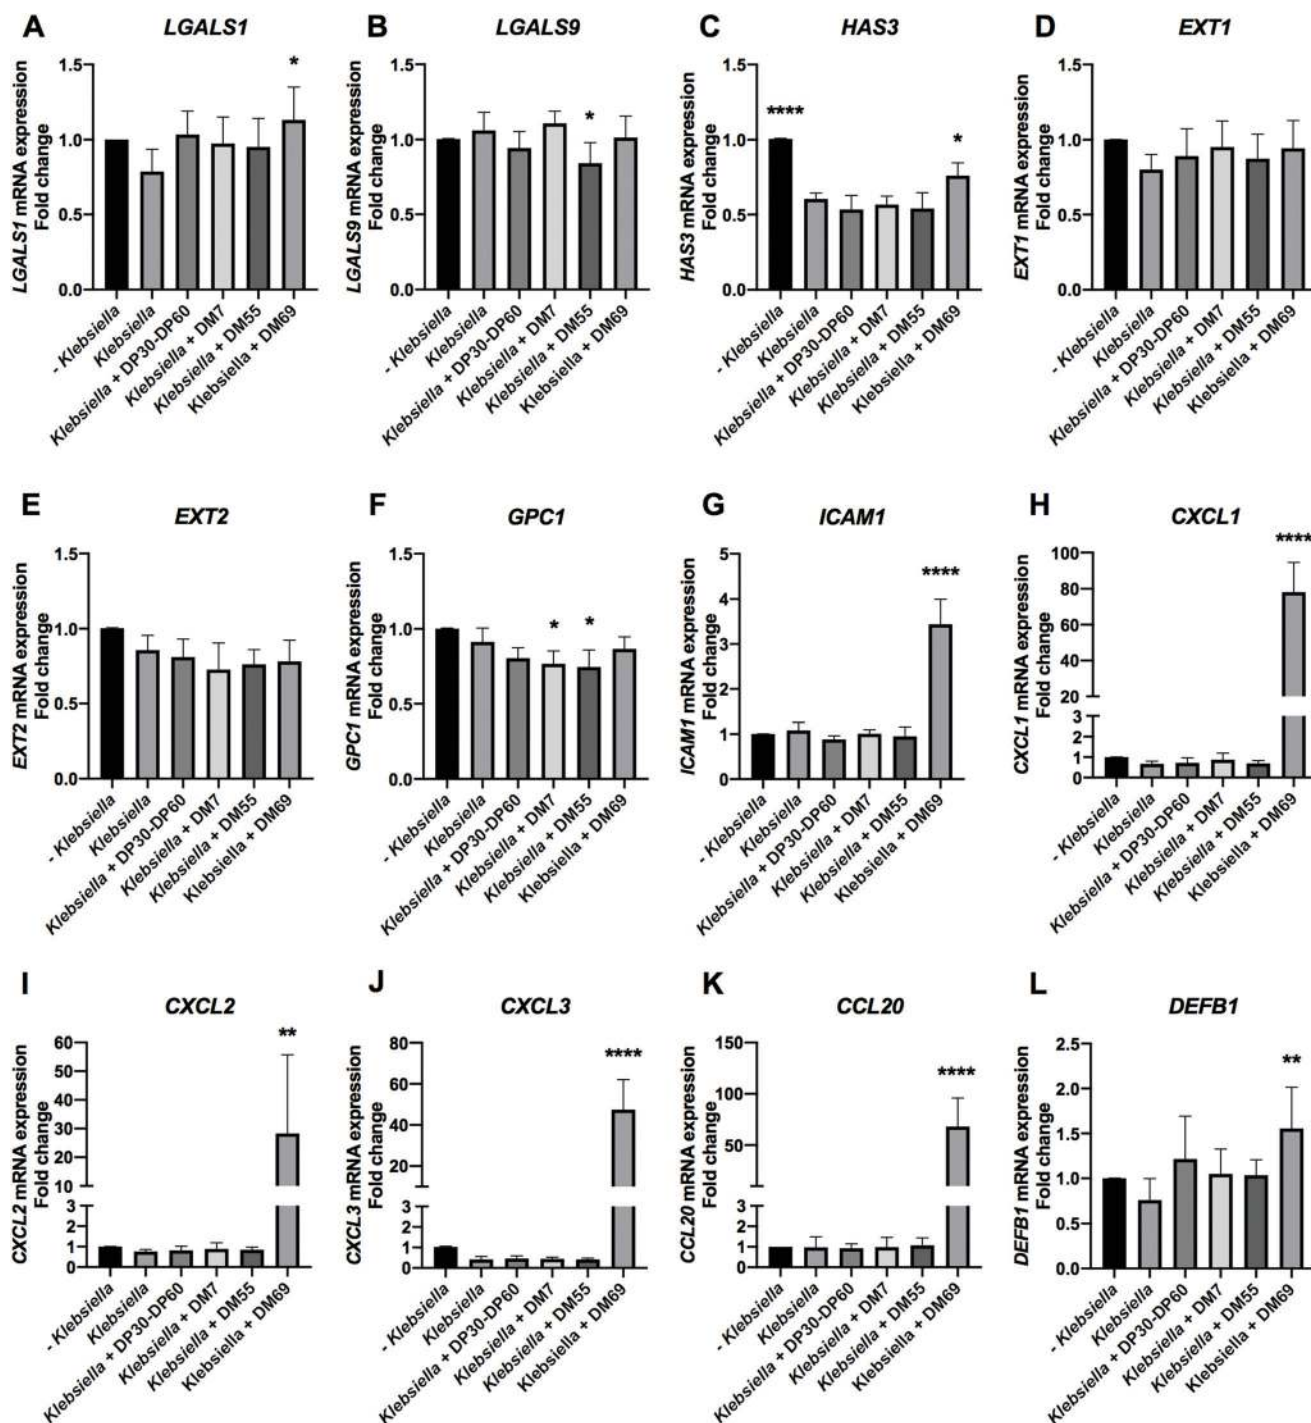 A
LGALS1
LGALS1 mRNA expression
Fold change
1.5
*
1.0
0.5
0.0
- Klebsiella
Klebsiella
Klebsiella + DP30-DP60
Klebsiella + DM7
Klebsiella + DM55
Klebsiella + DM69
B
LGALS9
LGALS9 mRNA expression
Fold change
1.5
*
1.0
0.5
0.0
- Klebsiella
Klebsiella
Klebsiella + DP30-DP60
Klebsiella + DM7
Klebsiella + DM55
Klebsiella + DM69
C
HAS3
HAS3 mRNA expression
Fold change
1.5
****
*
1.0
0.5
0.0
- Klebsiella
Klebsiella
Klebsiella + DP30-DP60
Klebsiella + DM7
Klebsiella + DM55
Klebsiella + DM69
D
EXT1
EXT1 mRNA expression
Fold change
1.5
1.0
0.5
0.0
- Klebsiella
Klebsiella
Klebsiella + DP30-DP60
Klebsiella + DM7
Klebsiella + DM55
Klebsiella + DM69
E
EXT2
EXT2 mRNA expression
Fold change
1.5
1.0
0.5
0.0
- Klebsiella
Klebsiella
Klebsiella + DP30-DP60
Klebsiella + DM7
Klebsiella + DM55
Klebsiella + DM69
F
GPC1
GPC1 mRNA expression
Fold change
1.5
*
*
1.0
0.5
0.0
- Klebsiella
Klebsiella
Klebsiella + DP30-DP60
Klebsiella + DM7
Klebsiella + DM55
Klebsiella + DM69
G
ICAM1
ICAM1 mRNA expression
Fold change
5
****
4
3
2
1
0
- Klebsiella
Klebsiella
Klebsiella + DP30-DP60
Klebsiella + DM7
Klebsiella + DM55
Klebsiella + DM69
H
CXCL1
CXCL1 mRNA expression
Fold change
****
100
80
60
40
20
3
2
1
0
- Klebsiella
Klebsiella
Klebsiella + DP30-DP60
Klebsiella + DM7
Klebsiella + DM55
Klebsiella + DM69
I
CXCL2
CXCL2 mRNA expression
Fold change
**
60
50
40
30
20
10
3
2
1
0
- Klebsiella
Klebsiella
Klebsiella + DP30-DP60
Klebsiella + DM7
Klebsiella + DM55
Klebsiella + DM69
J
CXCL3
CXCL3 mRNA expression
Fold change
80
****
60
40
20
3
2
1
0
- Klebsiella
Klebsiella
Klebsiella + DP30-DP60
Klebsiella + DM7
Klebsiella + DM55
Klebsiella + DM69
K
CCL20
CCL20 mRNA expression
Fold change
150
****
100
50
3
2
1
0
- Klebsiella
Klebsiella
Klebsiella + DP30-DP60
Klebsiella + DM7
Klebsiella + DM55
Klebsiella + DM69
L
DEFB1
DEFB1 mRNA expression
Fold change
2.5
**
2.0
1.5
1.0
0.5
0.0
- Klebsiella
Klebsiella
Klebsiella + DP30-DP60
Klebsiella + DM7
Klebsiella + DM55
Klebsiella + DM69